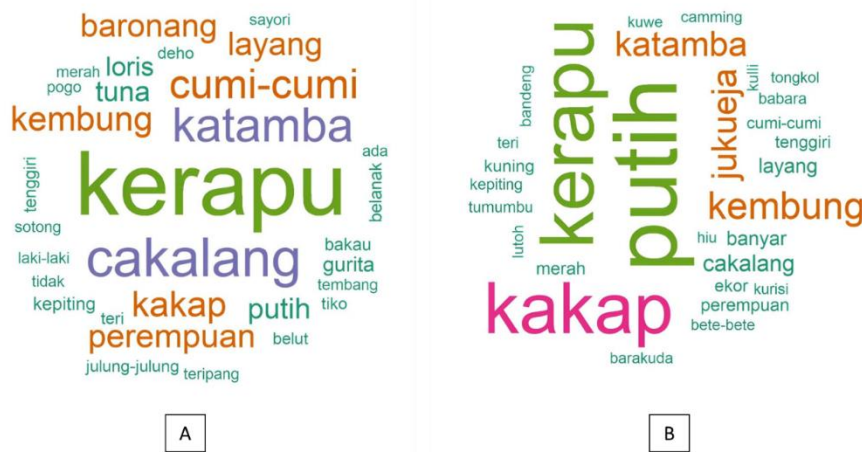 sayori
baronang
deho
layang
merah
loris
pogo
tuna
cumi-cumi
kembung
katamba
ada
tenggiri
kerapu
belanak
sotong
cakalang
bakau
laki-laki
gurita
tidak
tembang
kepiting
kakap
putih
tiko
teri
perempuan
belut
julung-julung
teripang
A
kuwe
camming
katamba
bandeng
kerapu
putih
kulli
tongkol
babara
jukueja
cumi-cumi
teri
tenggiri
kuning
layang
kepiting
tumumbu
kembung
lutoh
hiu
banyar
merah
cakalang
ekor
kurisi
kakap
perempuan
bete-bete
barakuda
B